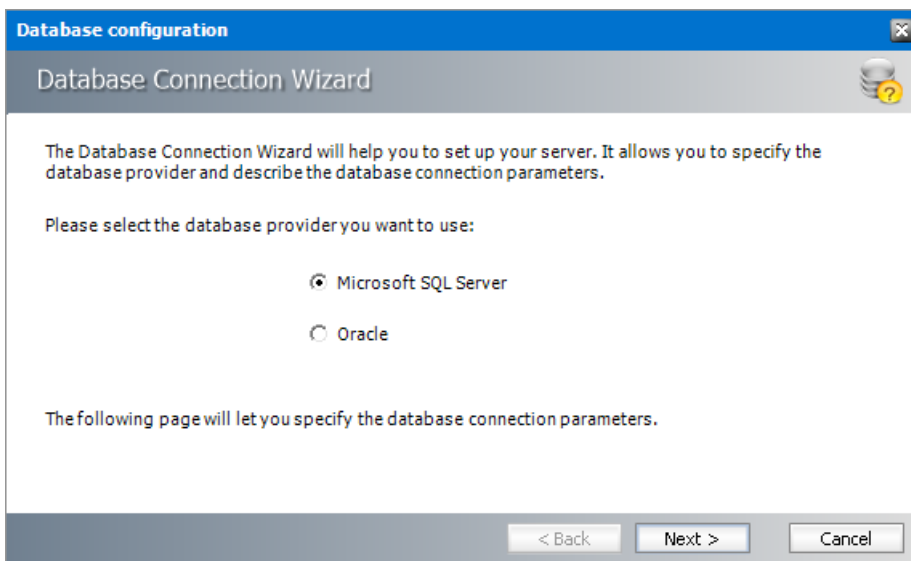 Database configuration
Database Connection Wizard
The Database Connection Wizard will help you to set up your server. It allows you to specify the
database provider and describe the database connection parameters.
Please select the database provider you want to use:
Microsoft SQL Server
Oracle
The following page will let you specify the database connection parameters.
< Back Next > Cancel